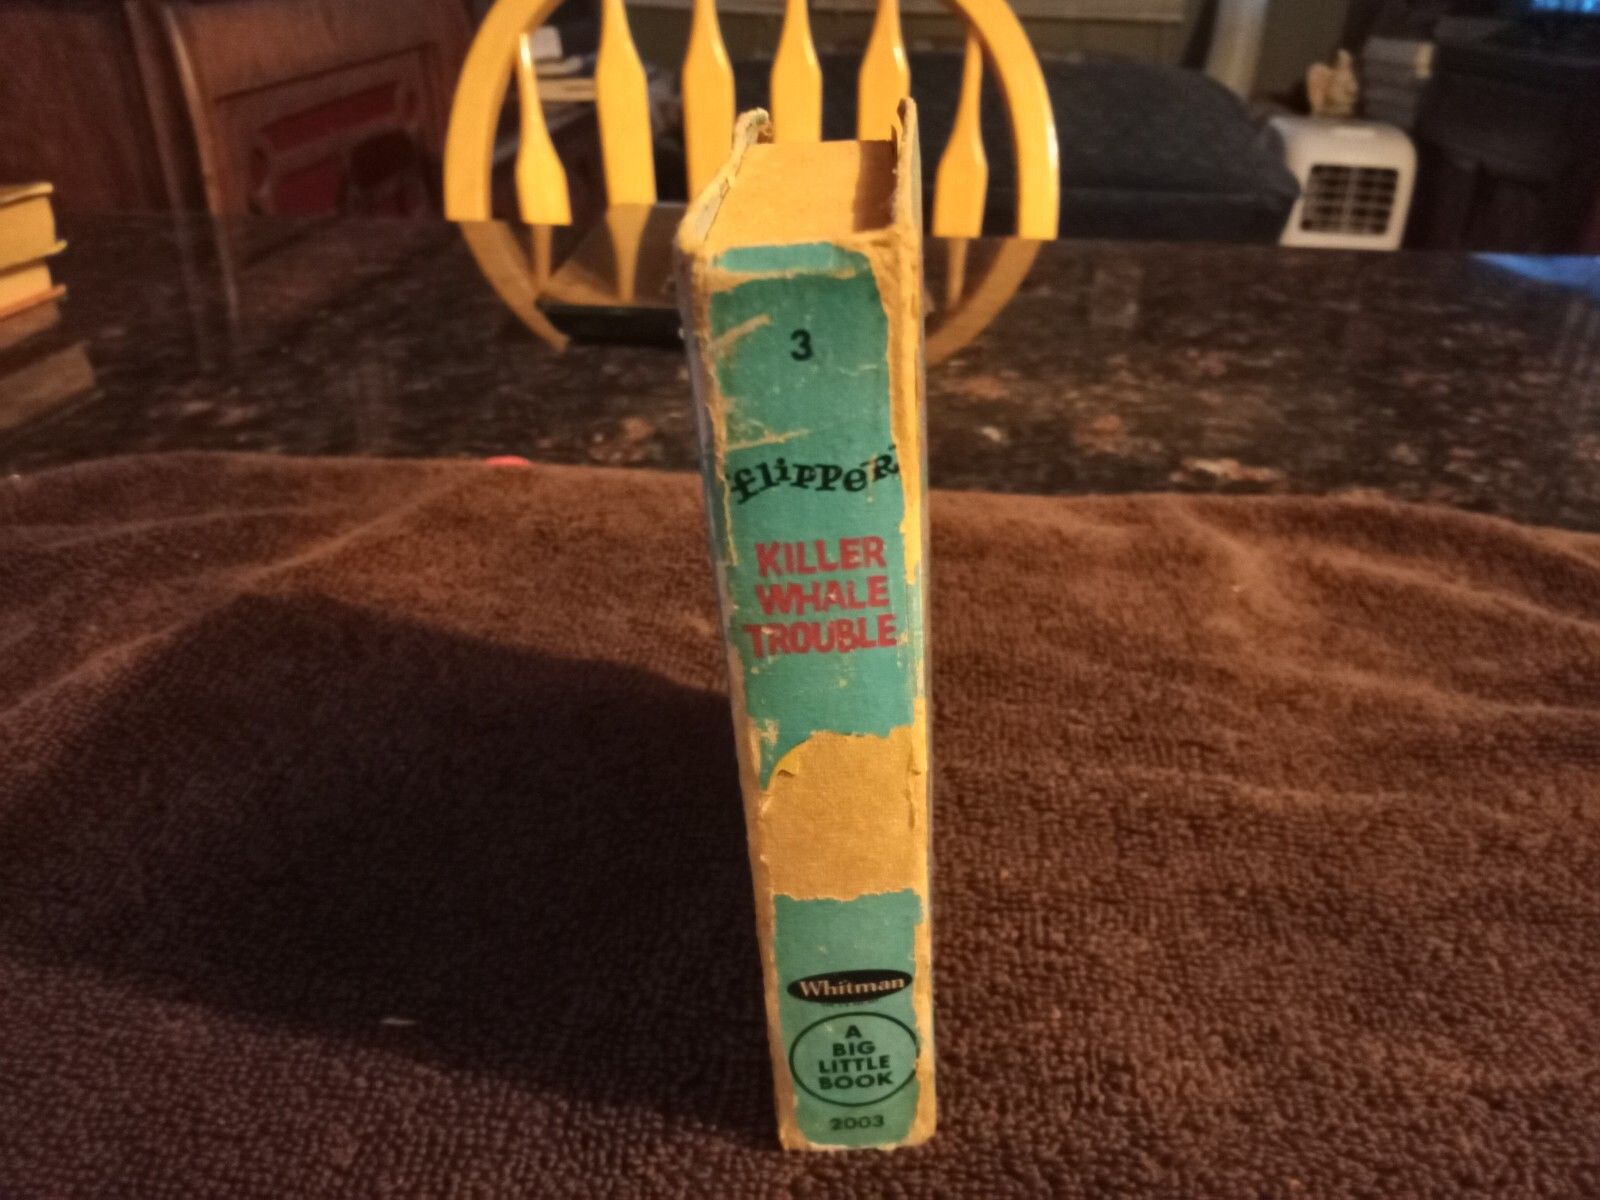 3
flipper
KILLER
WHALE
TROUBLE
Whitman
A
BIG
LITTLE
BOOK
2003